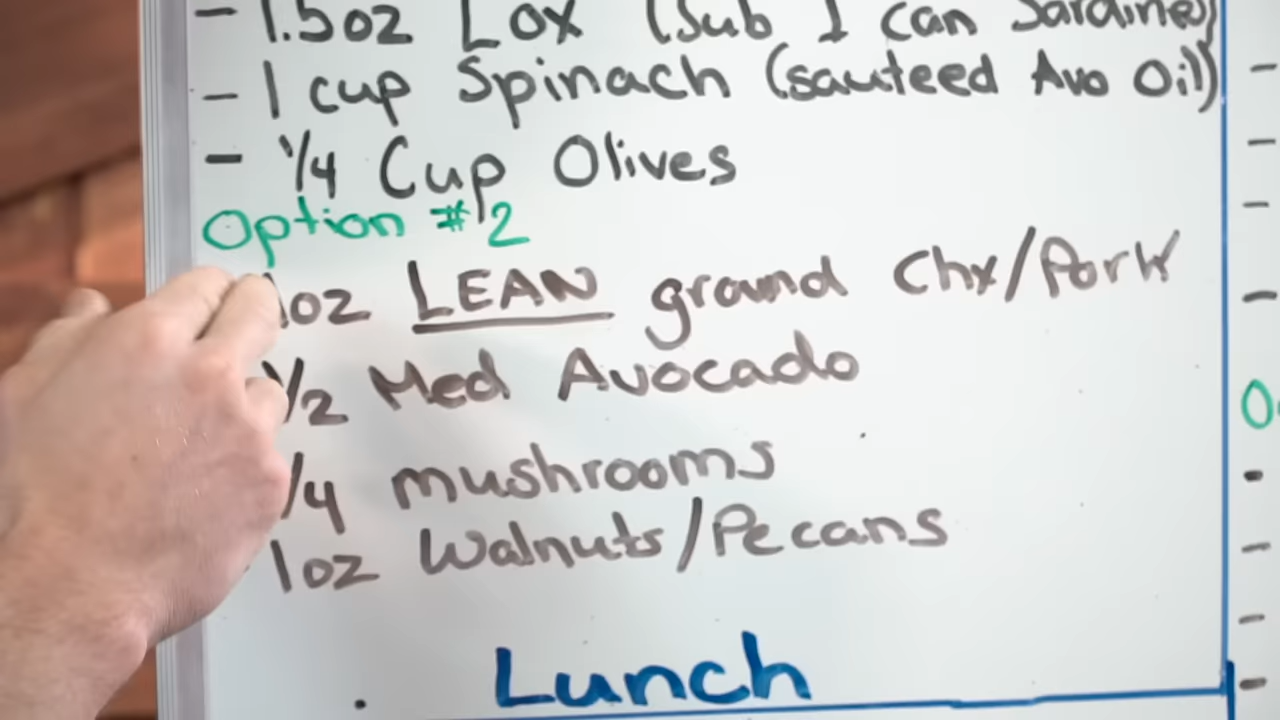 - 1.5oz Lox (Sub 1 can Sardines)
- 1 cup Spinach (sauteed Avo Oil)
- 1/4 Cup Olives
Option #2
oz LEAN ground Chx/Pork
1/2 Med Avocado
/4 mushrooms
1oz Walnuts/Pecans
Lunch